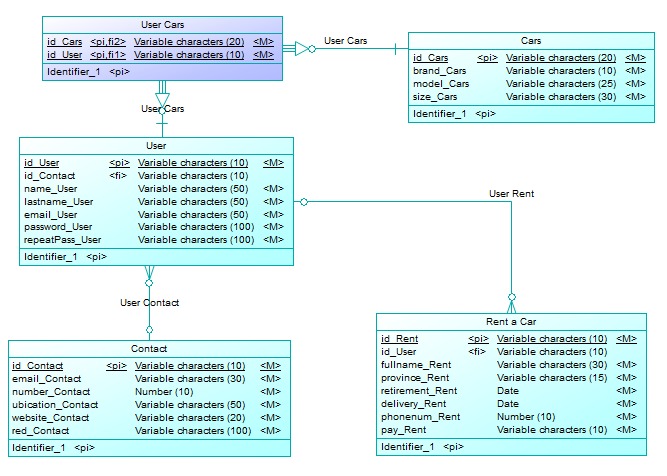 User Cars
id_Cars <pi,fi2> Variable characters (20) <M>
id_User <pi,fi1> Variable characters (10) <M>
Identifier_1 <pi>
User Cars
Cars
id_Cars <pi> Variable characters (20) <M>
brand_Cars Variable characters (10) <M>
model_Cars Variable characters (25) <M>
size_Cars Variable characters (30) <M>
Identifier_1 <pi>
User Cars
User
id_User <pi> Variable characters (10) <M>
id_Contact <fi> Variable characters (10)
name_User Variable characters (50) <M>
lastname_User Variable characters (50) <M>
email_User Variable characters (50) <M>
password_User Variable characters (100) <M>
repeatPass_User Variable characters (100) <M>
Identifier_1 <pi>
User Rent
User Contact
Rent a Car
id_Rent <pi> Variable characters (10) <M>
id_User <fi> Variable characters (10)
fullname_Rent Variable characters (30) <M>
province_Rent Variable characters (15) <M>
retirement_Rent Date <M>
delivery_Rent Date <M>
phonenum_Rent Number (10) <M>
pay_Rent Variable characters (10) <M>
Identifier_1 <pi>
Contact
id_Contact <pi> Variable characters (10) <M>
email_Contact Variable characters (30) <M>
number_Contact Number (10) <M>
ubication_Contact Variable characters (50) <M>
website_Contact Variable characters (20) <M>
red_Contact Variable characters (100) <M>
Identifier_1 <pi>